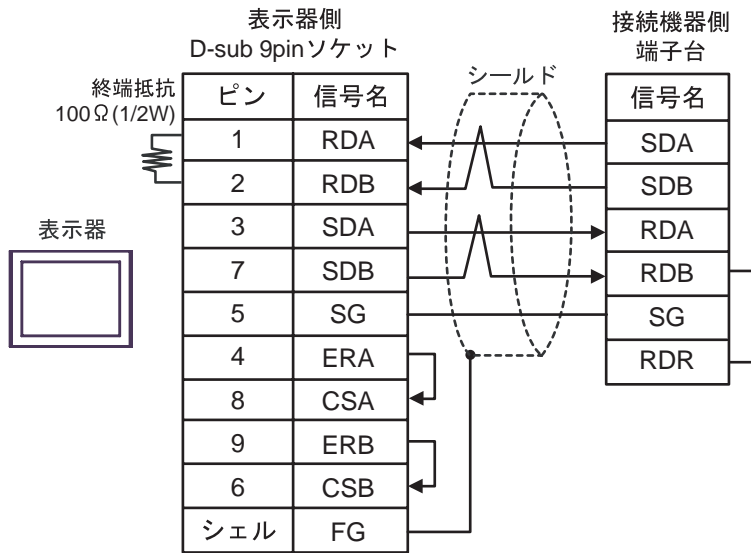 表示器側
D-sub 9pinソケット
接続機器側
端子台
終端抵抗
100Ω(1/2W)
シールド
表示器
ピン 信号名
1 RDA
2 RDB
3 SDA
7 SDB
5 SG
4 ERA
8 CSA
9 ERB
6 CSB
シェル FG
信号名
SDA
SDB
RDA
RDB
SG
RDR